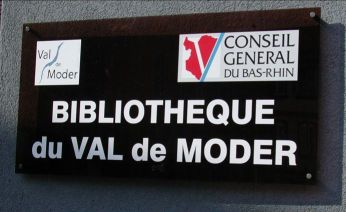 Val
de
Moder
CONSEIL
GENERAL
DU BAS-RHIN
BIBLIOTHEQUE
du VAL de MODER